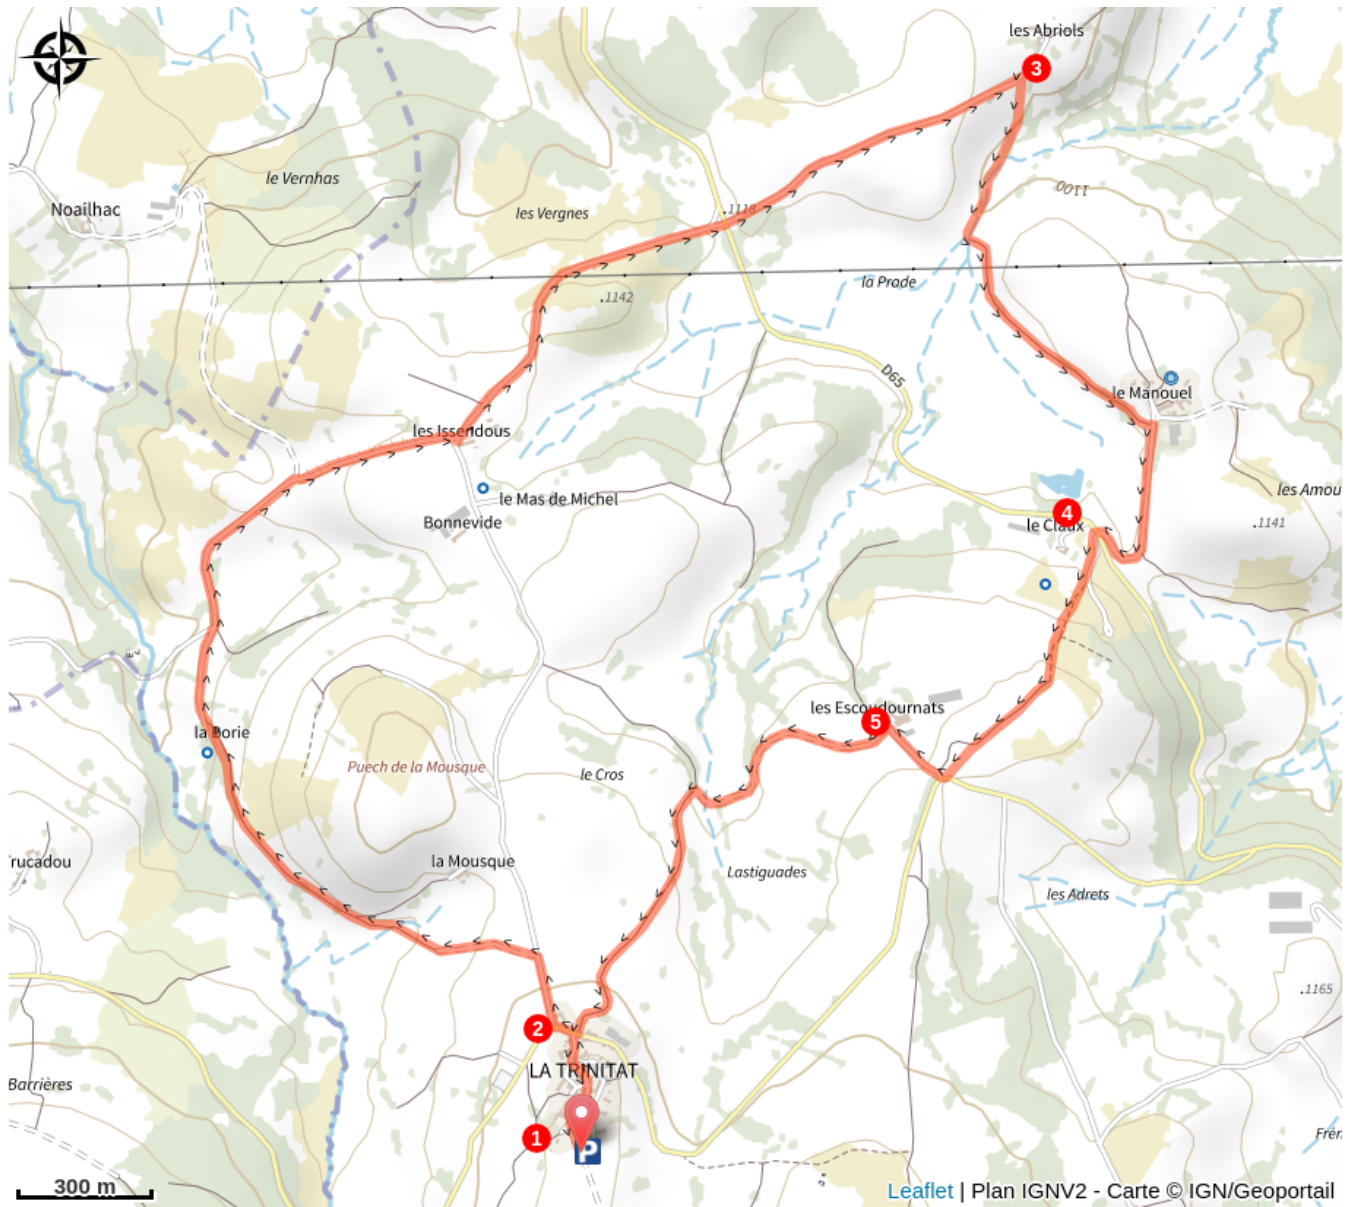 les Abriols
3
le Vernhas
Noailhac
les Vergnes
.1118
1100
la Prade
.1142
D65
le Manouel
les Issendous
les Amou
le Mas de Michel
Bonnevide
4
le Claux
.1141
les Escoudournats
5
la Borie
Puech de la Mousque
le Cros
rucadou
la Mousque
Lastiguades
les Adrets
.1165
2
LA TRINITAT
Barrières
1
P
Frér
300 m
Leaflet | Plan IGNV2 - Carte © IGN/Geoportail